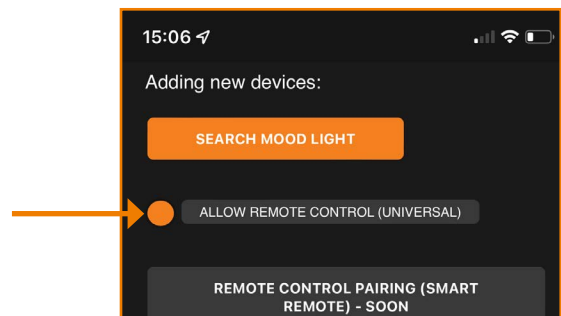 15:06
Adding new devices:
SEARCH MOOD LIGHT
ALLOW REMOTE CONTROL (UNIVERSAL)
REMOTE CONTROL PAIRING (SMART
REMOTE) - SOON